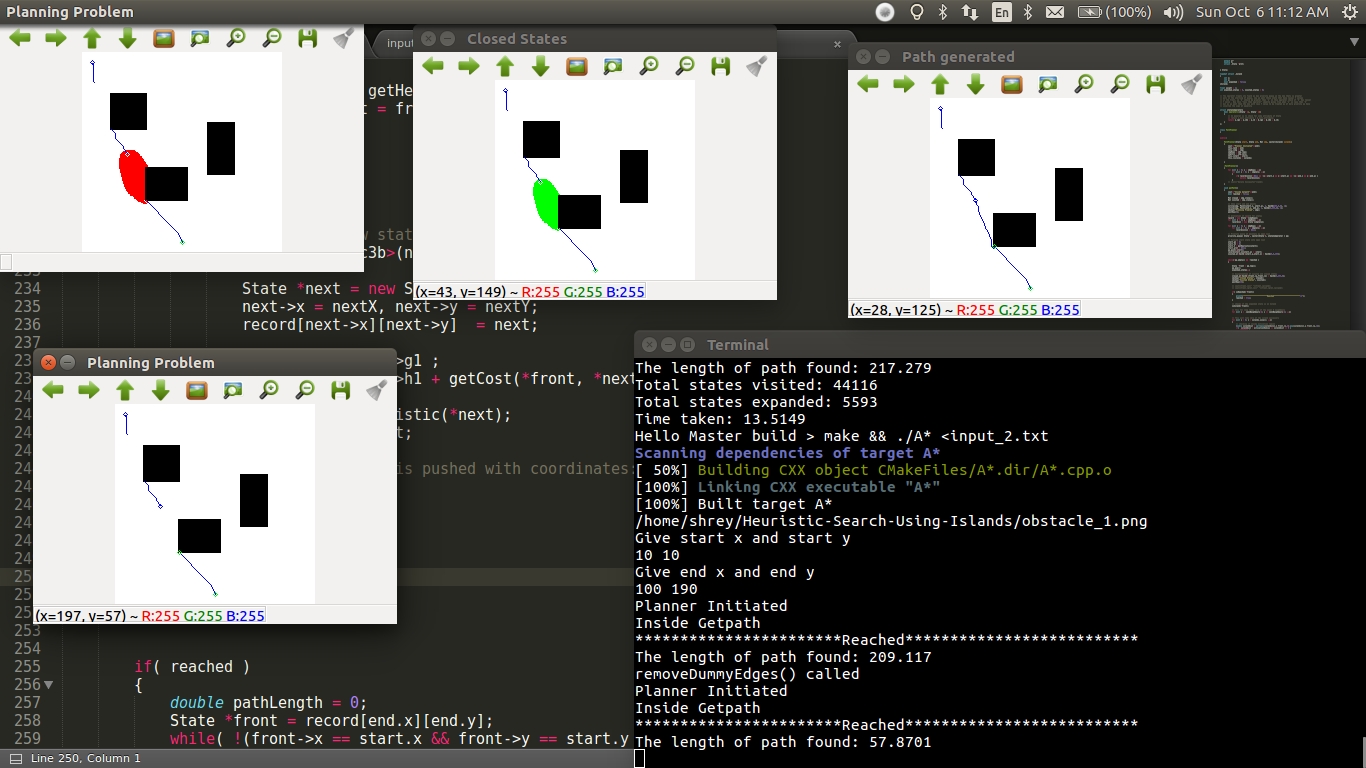 Planning Problem
En
(100%)
Sun Oct 6 11:12 AM
input
Closed States
Path generated
getHe
t = fron
w stat
c3b>(n
(x=43, y=149) ~ R:255 G:255 B:255
(x=28, y=125) ~ R:255 G:255 B:255
233
234 State *next = new S
235 next->x = nextX, next->y = nextY;
236 record[next->x][next->y] = next;
237
Planning Problem
>g1 ;
>h1 + getCost(*front, *next
istic(*next);
t;
is pushed with coordinates:
(x=197, y=57) ~ R:255 G:255 B:255
253
254
255 if( reached )
256 {
257 double pathLength = 0;
258 State *front = record[end.x][end.y];
259 while( !(front->x == start.x && front->y == start.y
Line 250, Column 1
Terminal
The length of path found: 217.279
Total states visited: 44116
Total states expanded: 5593
Time taken: 13.5149
Hello Master build > make && ./A* <input_2.txt
Scanning dependencies of target A*
[ 50%] Building CXX object CMakeFiles/A*.dir/A*.cpp.o
[100%] Linking CXX executable "A*"
[100%] Built target A*
/home/shrey/Heuristic-Search-Using-Islands/obstacle_1.png
Give start x and start y
10 10
Give end x and end y
100 190
Planner Initiated
Inside Getpath
***********************Reached**************************
The length of path found: 209.117
removeDummyEdges() called
Planner Initiated
Inside Getpath
***********************Reached**************************
The length of path found: 57.8701